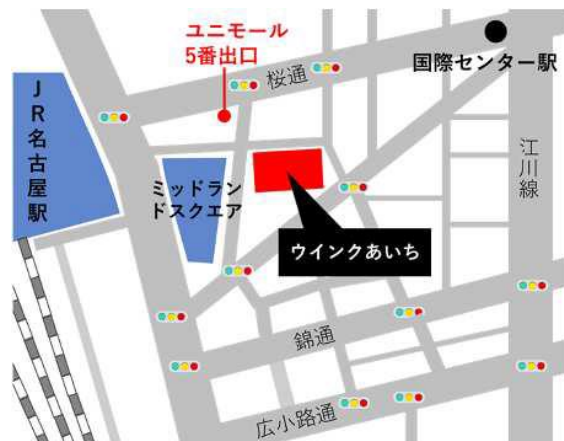 ユニモール
5番出口
桜通
国際センター駅
JR名古屋駅
江川線
ミッドラン
ドスクエア
ウインクあいち
錦通
広小路通